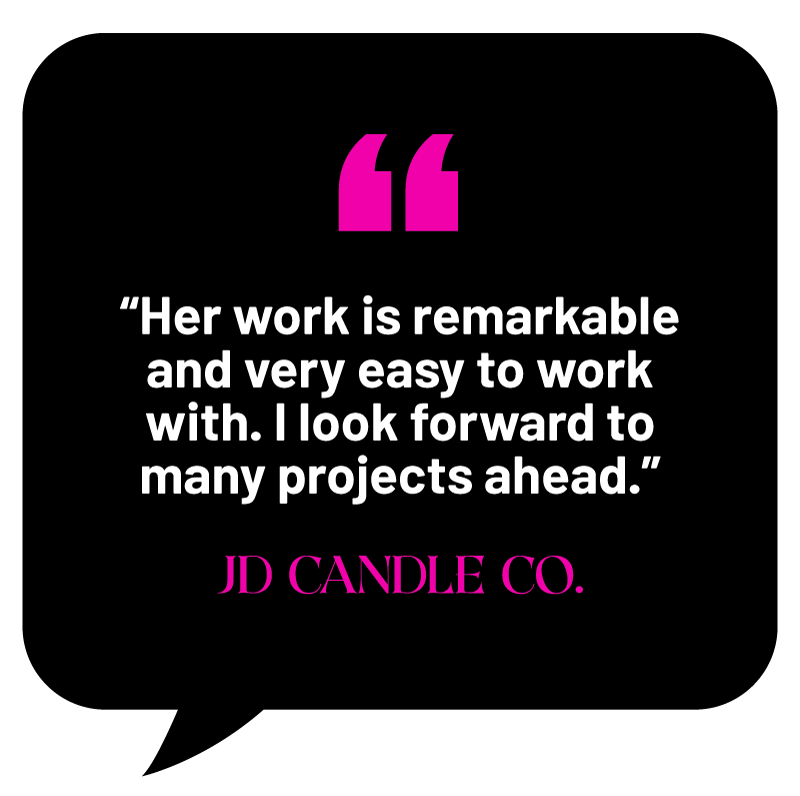 “Her work is remarkable
and very easy to work
with. I look forward to
many projects ahead.”
JD CANDLE CO.